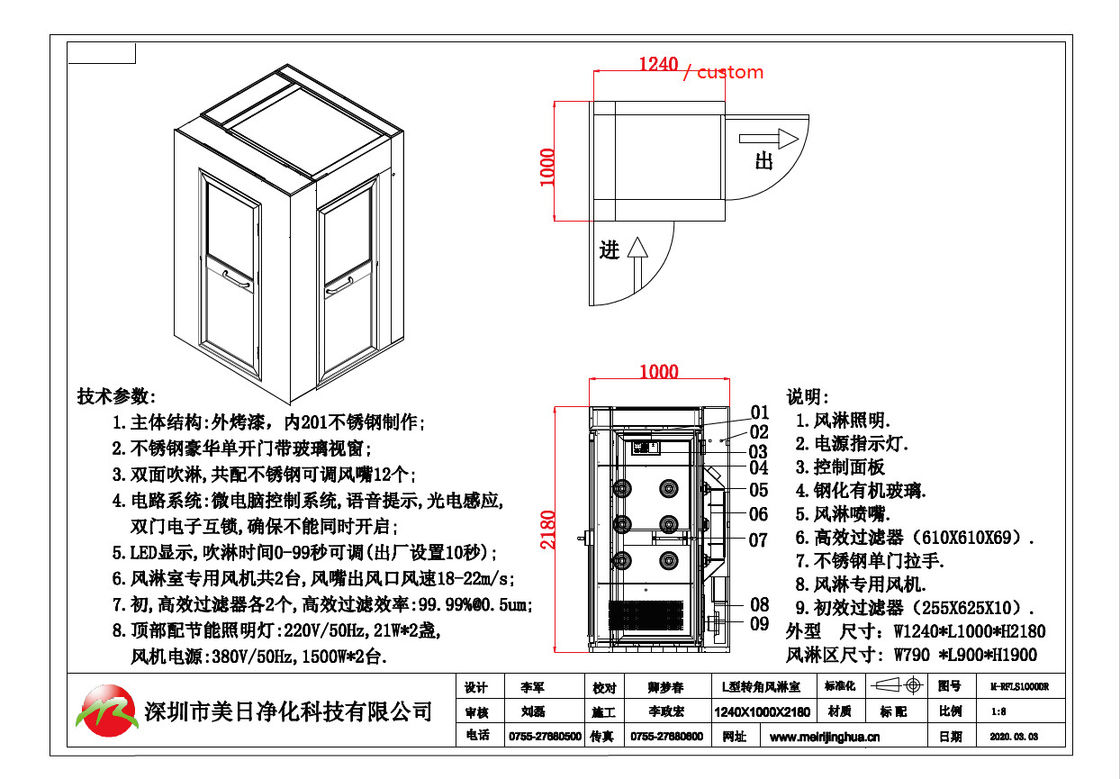 1240 / custom
1000
出
进
1000
2180
01
02
03
04
05
06
07
08
09
技术参数:
1.主体结构:外烤漆，内201不锈钢制作;
2.不锈钢豪华单开门带玻璃视窗;
3.双面吹淋,共配不锈钢可调风嘴12个;
4.电路系统:微电脑控制系统,语音提示,光电感应,
双门电子互锁,确保不能同时开启;
5.LED显示,吹淋时间0-99秒可调(出厂设置10秒);
6.风淋室专用风机共2台,风嘴出风口风速18-22m/s;
7.初,高效过滤器各2个,高效过滤效率:99.99%@0.5um;
8.顶部配节能照明灯:220V/50Hz,21W*2盏,
风机电源:380V/50Hz,1500W*2台.
说明:
1.风淋照明.
2.电源指示灯.
3.控制面板
4.钢化有机玻璃.
5.风淋喷嘴.
6.高效过滤器（610X610X69）.
7.不锈钢单门拉手.
8.风淋专用风机.
9.初效过滤器（255X625X10）.
外型 尺寸: W1240*L1000*H2180
风淋区尺寸: W790 *L900*H1900
深圳市美日净化科技有限公司
设计 李军 校对 卿梦春 L型转角风淋室 标准化 图号 M-RFLS1000DR
审核 刘磊 施工 李政宏 1240X1000X2180 材质 标配 比例 1:8
电话 0755-27680500 传真 0755-27680600 网址 www.meirijinghua.cn 日期 2020.03.03